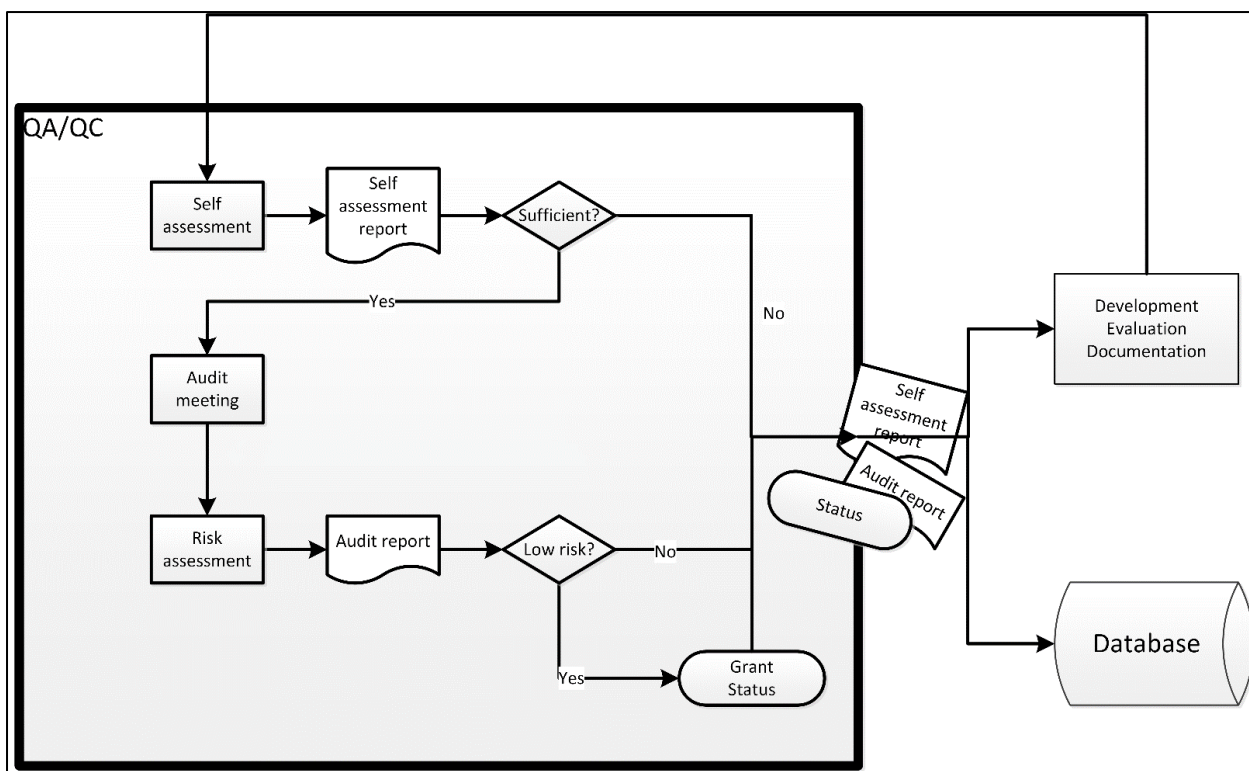 QA/QC
Self
assessment
Self
assessment
report
Sufficient?
Yes
No
Development
Evaluation
Documentation
Audit
meeting
Self
assessment
report
Audit report
Status
Risk
assessment
Audit report
Low risk?
No
Yes
Grant
Status
Database